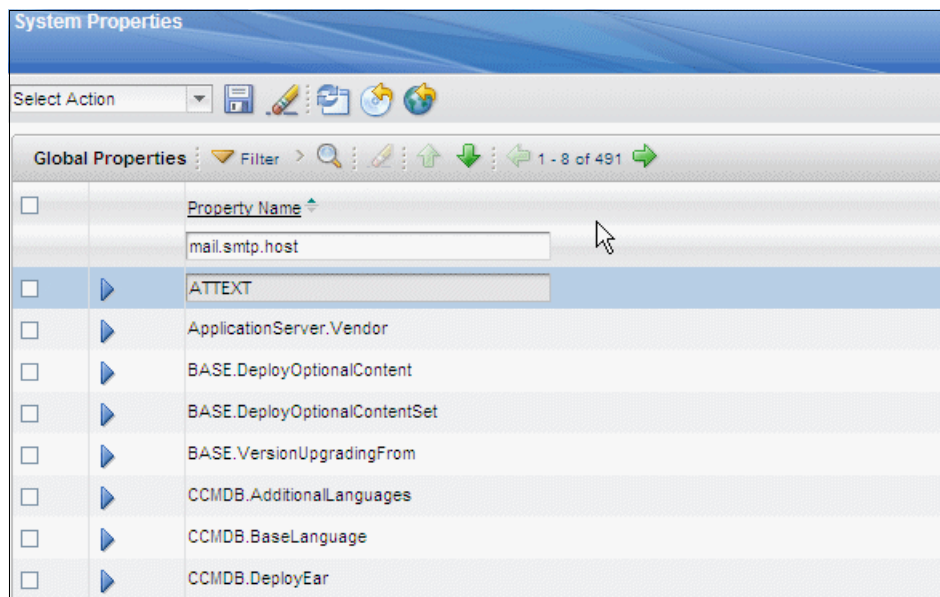 System Properties
Select Action
Global Properties Filter 1 - 8 of 491
Property Name
mail.smtp.host
ATTEXT
ApplicationServer.Vendor
BASE.DeployOptionalContent
BASE.DeployOptionalContentSet
BASE.VersionUpgradingFrom
CCMDB.AdditionalLanguages
CCMDB.BaseLanguage
CCMDB.DeployEar